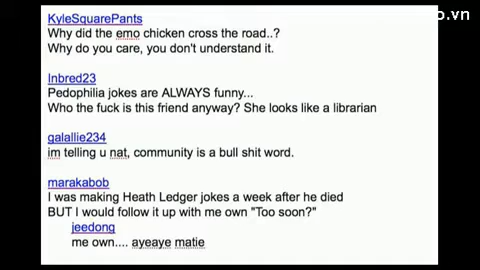 o.vn
KyleSquarePants
Why did the emo chicken cross the road..?
Why do you care, you don't understand it.
Inbred23
Pedophilia jokes are ALWAYS funny...
Who the fuck is this friend anyway? She looks like a librarian
galallie234
im telling u nat, community is a bull shit word.
marakabob
I was making Heath Ledger jokes a week after he died
BUT I would follow it up with me own "Too soon?"
jeedong
me own.... ayeaye matie